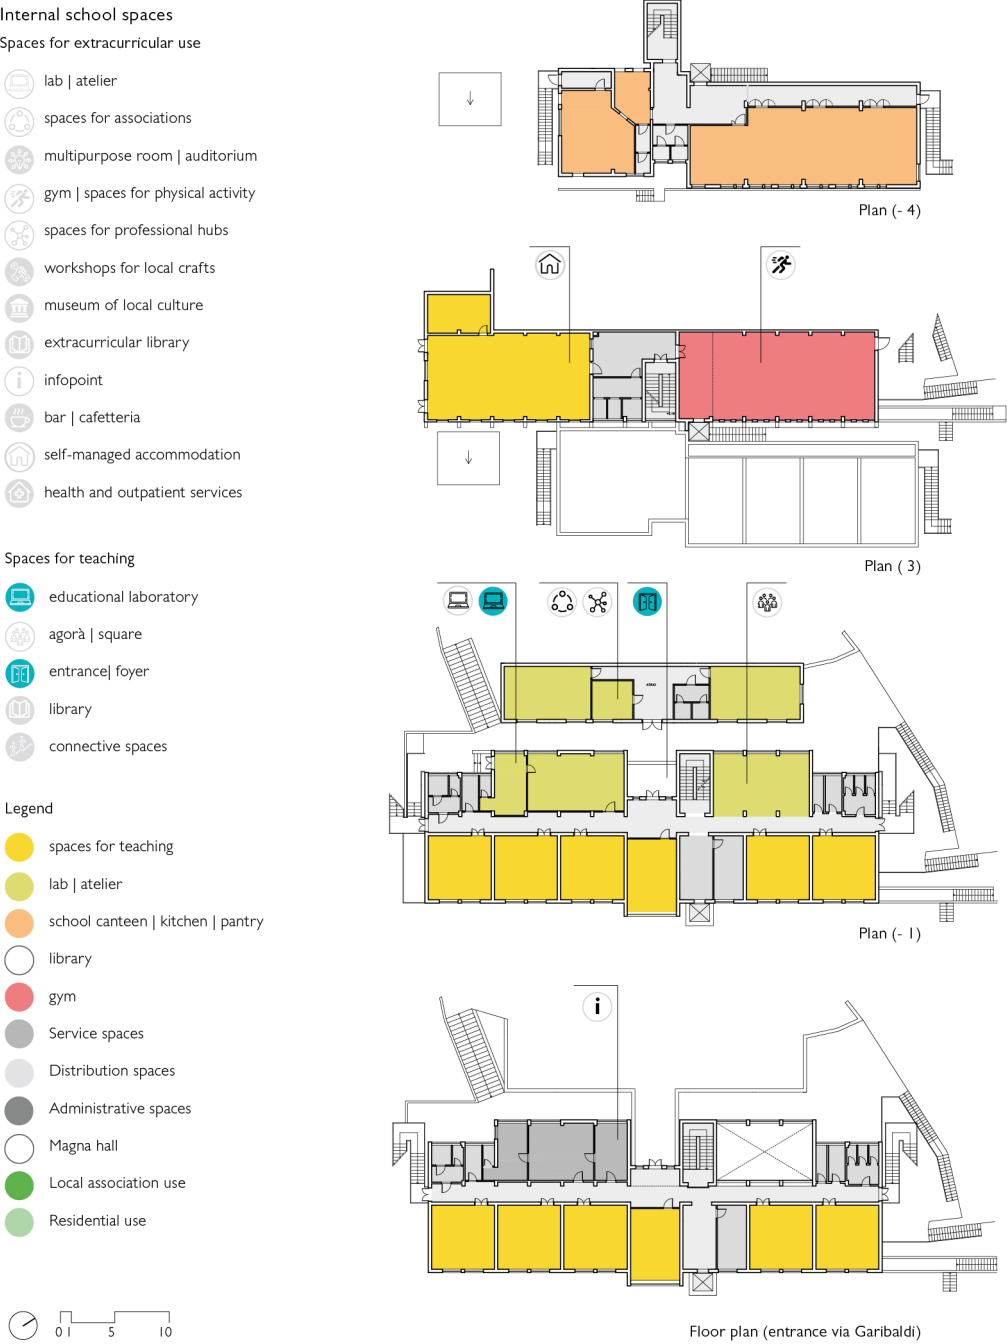 Internal school spaces
Spaces for extracurricular use
lab | atelier
spaces for associations
multipurpose room | auditorium
gym | spaces for physical activity
spaces for professional hubs
workshops for local crafts
museum of local culture
extracurricular library
infopoint
bar | cafetteria
self-managed accommodation
health and outpatient services
Spaces for teaching
educational laboratory
agorà | square
entrance| foyer
library
connective spaces
Legend
spaces for teaching
lab | atelier
school canteen | kitchen | pantry
library
gym
Service spaces
Distribution spaces
Administrative spaces
Magna hall
Local association use
Residential use
0 1 5 10
Plan (- 4)
Plan ( 3)
ATRIO
Plan (- 1)
i
Floor plan (entrance via Garibaldi)